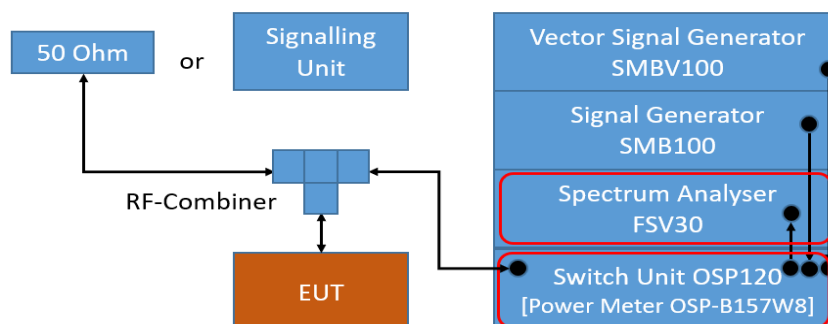 50 Ohm
or
Signalling
Unit
Vector Signal Generator
SMBV100
Signal Generator
SMB100
RF-Combiner
Spectrum Analyser
FSV30
EUT
Switch Unit OSP120
[Power Meter OSP-B157W8]